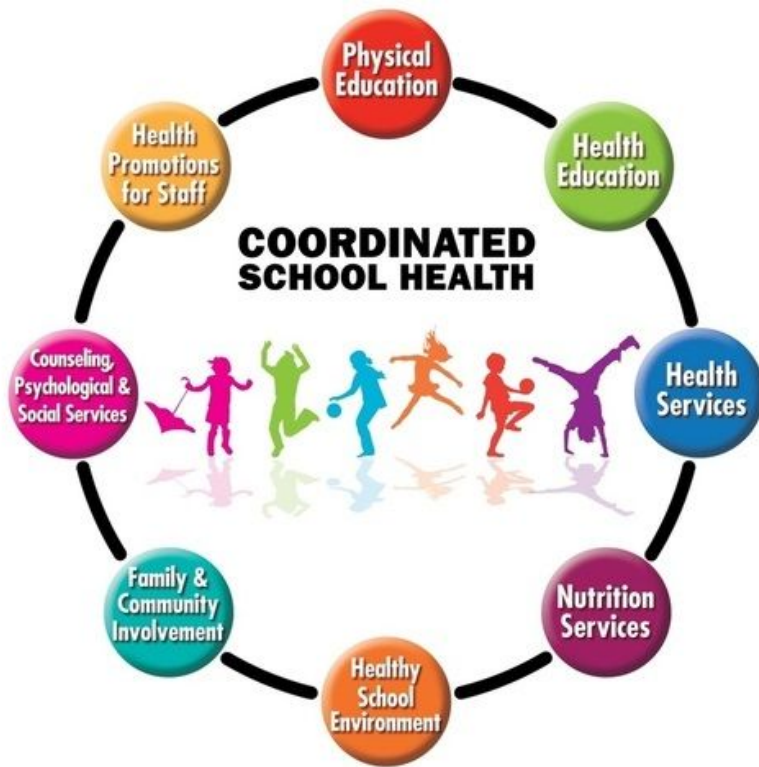 Physical
Education
Health
Education
Health
Services
Nutrition
Services
Healthy
School
Environment
Family &
Community
Involvement
Counseling,
Psychological &
Social Services
Health
Promotions
for Staff
COORDINATED
SCHOOL HEALTH